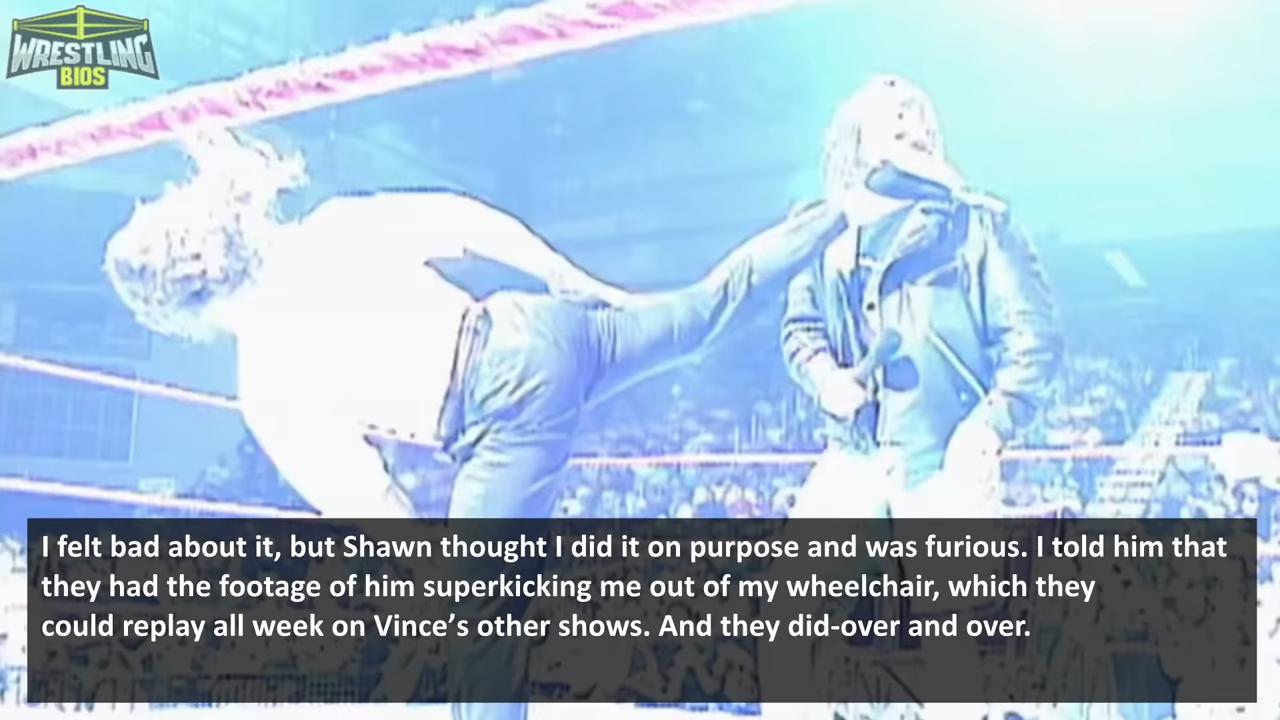 WRESTLING
BIOS
I felt bad about it, but Shawn thought I did it on purpose and was furious. I told him that
they had the footage of him superkicking me out of my wheelchair, which they
could replay all week on Vince’s other shows. And they did-over and over.